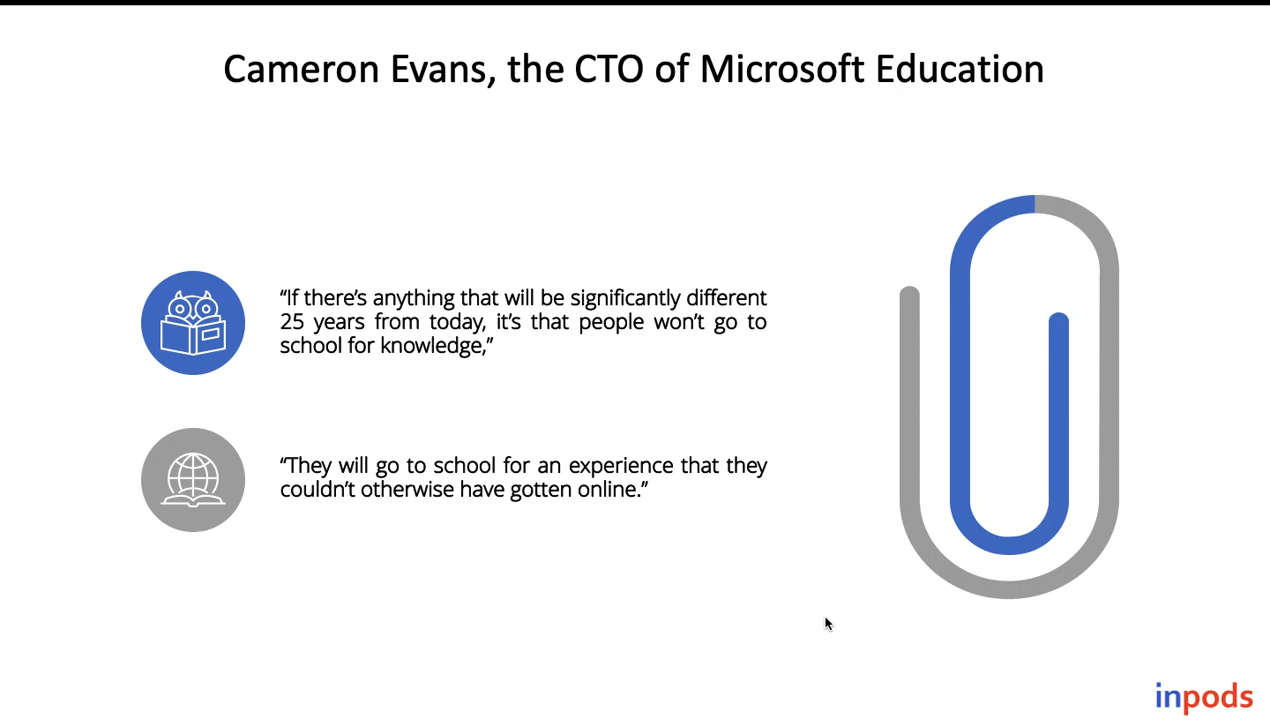 Cameron Evans, the CTO of Microsoft Education
“If there’s anything that will be significantly different
25 years from today, it’s that people won’t go to
school for knowledge,”
“They will go to school for an experience that they
couldn’t otherwise have gotten online.”
inpods